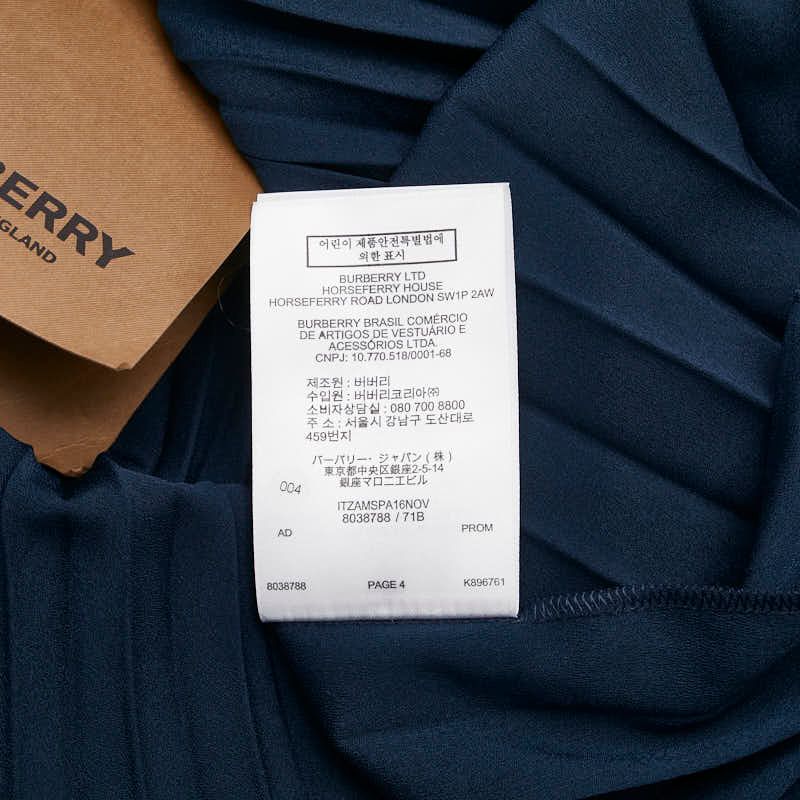 BERRY
NGLAND
어린이 제품안전특별법에
의한 표시
BURBERRY LTD
HORSEFERRY HOUSE
HORSEFERRY ROAD LONDON SW1P 2AW
BURBERRY BRASIL COMÉRCIO
DE ARTIGOS DE VESTUÁRIO E
ACESSÓRIOS LTDA.
CNPJ: 10.770.518/0001-68
제조원 : 버버리
수입원 : 버버리코리아㈜
소비자상담실 : 080 700 8800
주 소 : 서울시 강남구 도산대로
459번지
バーバリー・ジャパン (株)
東京都中央区銀座2-5-14
銀座マロニエビル
004
ITZAMSPA16NOV
8038788 / 71B
AD PROM
8038788 PAGE 4 K896761